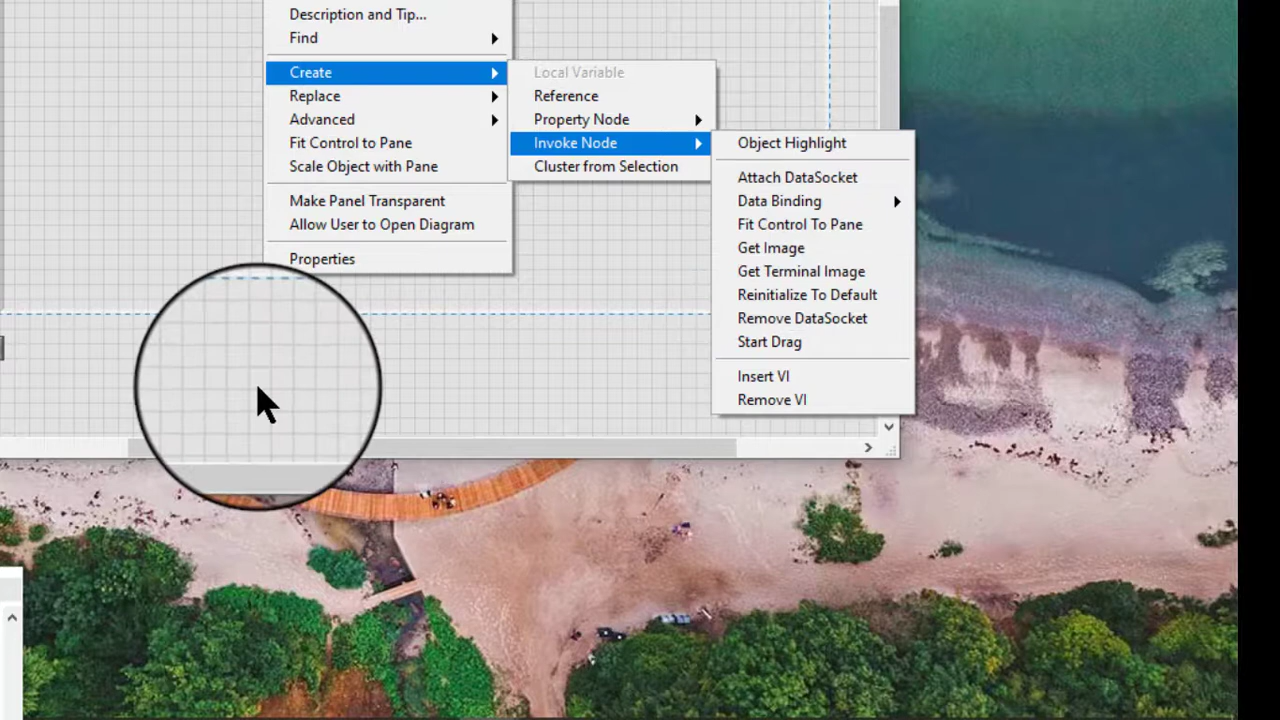 Description and Tip...
Find
Create
Replace
Advanced
Fit Control to Pane
Scale Object with Pane
Make Panel Transparent
Allow User to Open Diagram
Properties
Local Variable
Reference
Property Node
Invoke Node
Cluster from Selection
Object Highlight
Attach DataSocket
Data Binding
Fit Control To Pane
Get Image
Get Terminal Image
Reinitialize To Default
Remove DataSocket
Start Drag
Insert VI
Remove VI